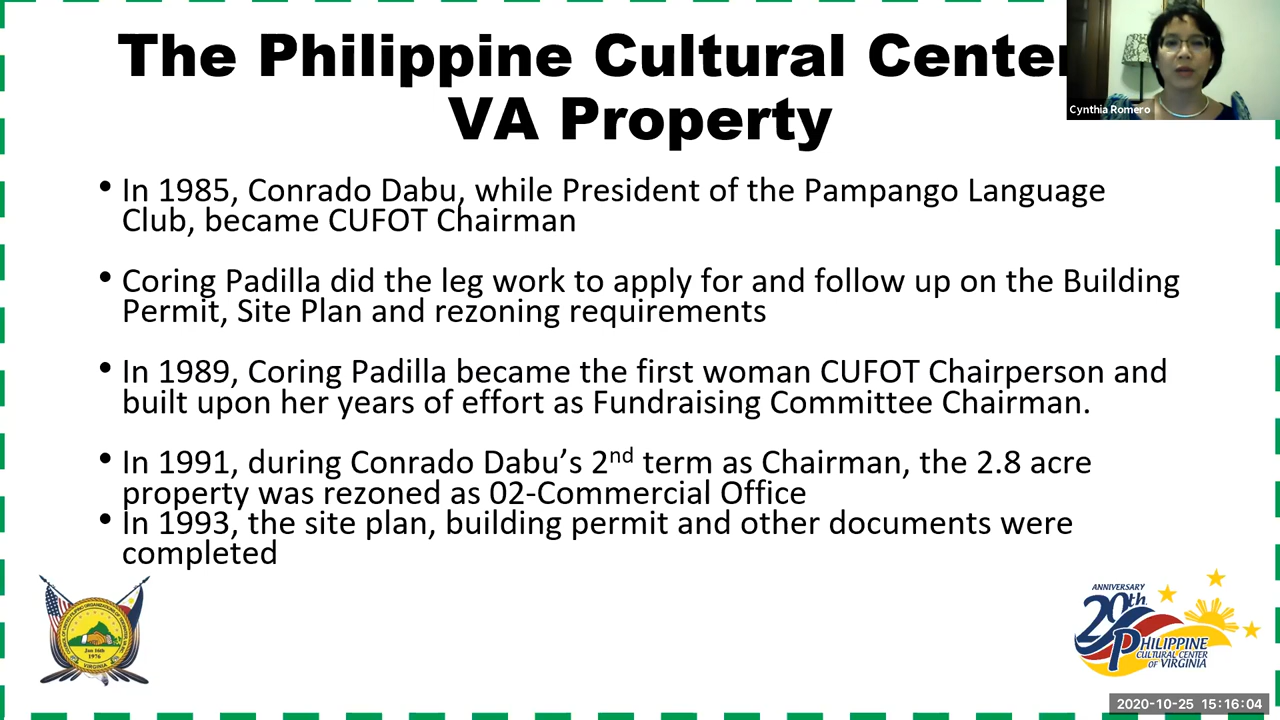 The Philippine Cultural Center
VA Property
Cynthia Romero
• In 1985, Conrado Dabu, while President of the Pampango Language
Club, became CUFOT Chairman
• Coring Padilla did the leg work to apply for and follow up on the Building
Permit, Site Plan and rezoning requirements
• In 1989, Coring Padilla became the first woman CUFOT Chairperson and
built upon her years of effort as Fundraising Committee Chairman.
• In 1991, during Conrado Dabu’s 2nd term as Chairman, the 2.8 acre
property was rezoned as 02-Commercial Office
• In 1993, the site plan, building permit and other documents were
completed
Jan 16th
1976
VIRGINIA
ANNIVERSARY
20th
PHILIPPINE
CULTURAL CENTER
OF VIRGINIA
2020-10-25 15:16:04